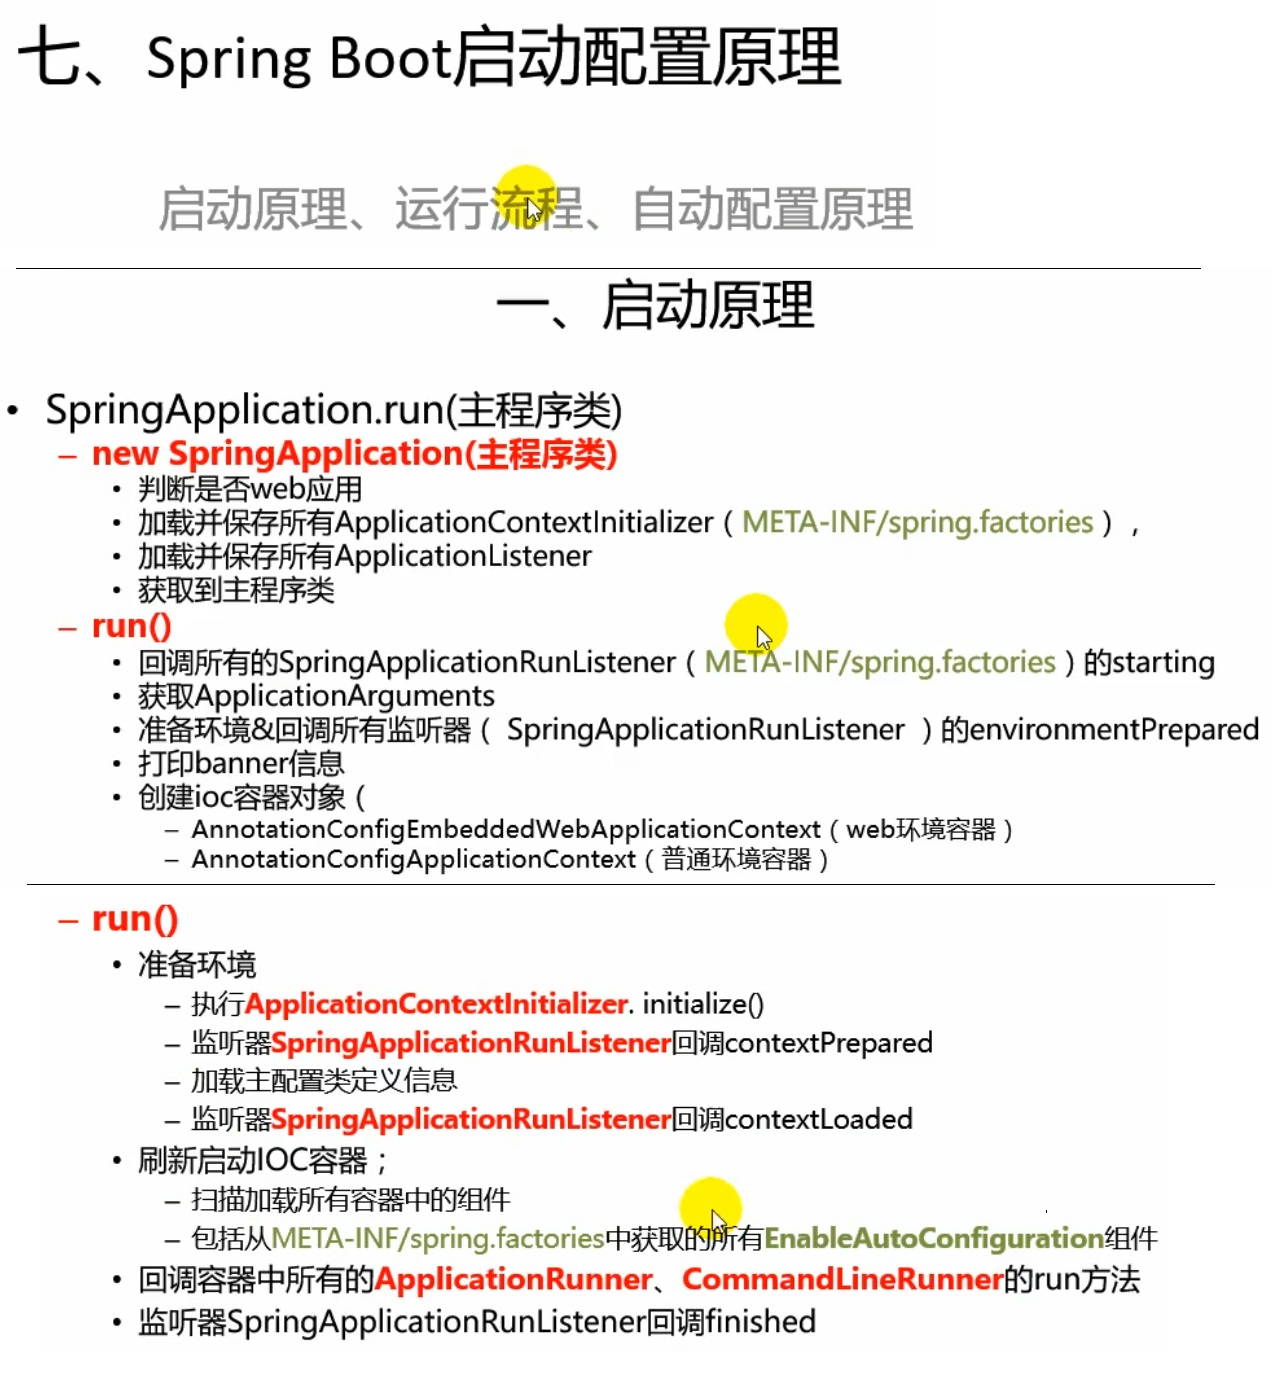 七、Spring Boot启动配置原理
启动原理、运行流程、自动配置原理
一、启动原理
• SpringApplication.run(主程序类)
– new SpringApplication(主程序类)
• 判断是否web应用
• 加载并保存所有ApplicationContextInitializer（META-INF/spring.factories），
• 加载并保存所有ApplicationListener
• 获取到主程序类
– run()
• 回调所有的SpringApplicationRunListener（META-INF/spring.factories）的starting
• 获取ApplicationArguments
• 准备环境&回调所有监听器（ SpringApplicationRunListener ）的environmentPrepared
• 打印banner信息
• 创建ioc容器对象（
– AnnotationConfigEmbeddedWebApplicationContext（web环境容器）
– AnnotationConfigApplicationContext（普通环境容器）
– run()
• 准备环境
– 执行ApplicationContextInitializer. initialize()
– 监听器SpringApplicationRunListener回调contextPrepared
– 加载主配置类定义信息
– 监听器SpringApplicationRunListener回调contextLoaded
• 刷新启动IOC容器；
– 扫描加载所有容器中的组件
– 包括从META-INF/spring.factories中获取的所有EnableAutoConfiguration组件
• 回调容器中所有的ApplicationRunner、CommandLineRunner的run方法
• 监听器SpringApplicationRunListener回调finished